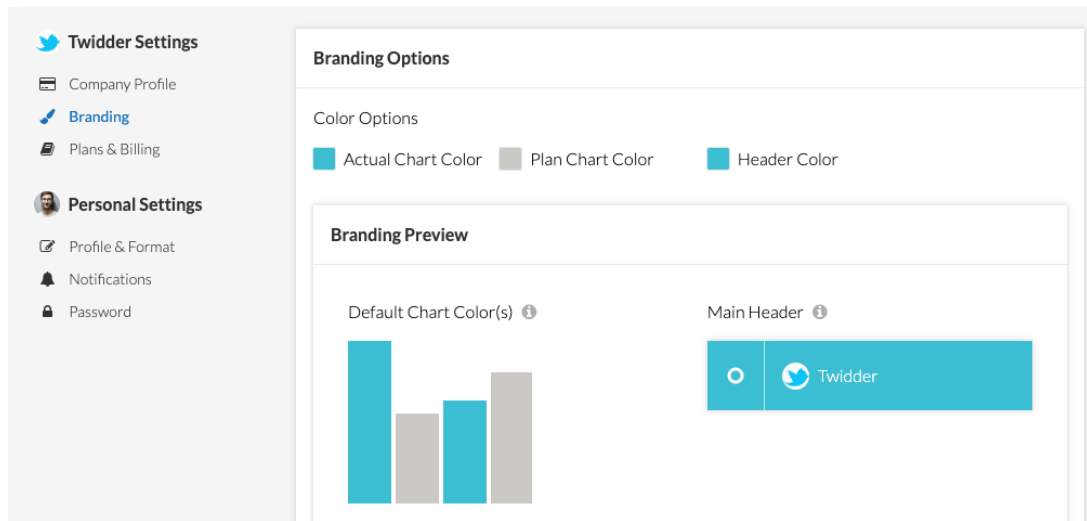 Twidder Settings
Company Profile
Branding
Plans & Billing
Personal Settings
Profile & Format
Notifications
Password
Branding Options
Color Options
Actual Chart Color Plan Chart Color Header Color
Branding Preview
Default Chart Color(s) Main Header
Twidder